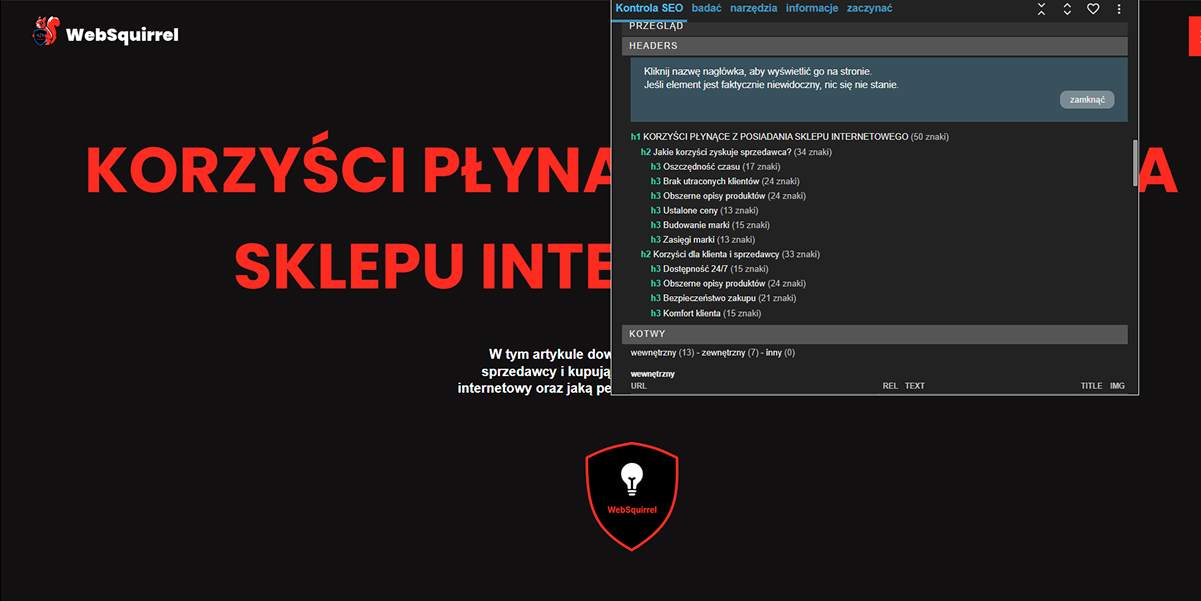 WebSquirrel
KORZYŚCI PŁYNA
A
SKLEPU INTE
W tym artykule dow
sprzedawcy i kupują
internetowy oraz jaką pe
WebSquirrel
Kontrola SEO badać narzędzia informacje zaczynać
PRZEGLĄD
HEADERS
Kliknij nazwę nagłówka, aby wyświetlić go na stronie.
Jeśli element jest faktycznie niewidoczny, nic się nie stanie.
zamknąć
h1 KORZYŚCI PŁYNĄCE Z POSIADANIA SKLEPU INTERNETOWEGO (50 znaki)
h2 Jakie korzyści zyskuje sprzedawca? (34 znaki)
h3 Oszczędność czasu (17 znaki)
h3 Brak utraconych klientów (24 znaki)
h3 Obszerne opisy produktów (24 znaki)
h3 Ustalone ceny (13 znaki)
h3 Budowanie marki (15 znaki)
h3 Zasięgi marki (13 znaki)
h2 Korzyści dla klienta i sprzedawcy (33 znaki)
h3 Dostępność 24/7 (15 znaki)
h3 Obszerne opisy produktów (24 znaki)
h3 Bezpieczeństwo zakupu (21 znaki)
h3 Komfort klienta (15 znaki)
KOTWY
wewnętrzny (13) - zewnętrzny (7) - inny (0)
wewnętrzny
URL REL TEXT TITLE IMG